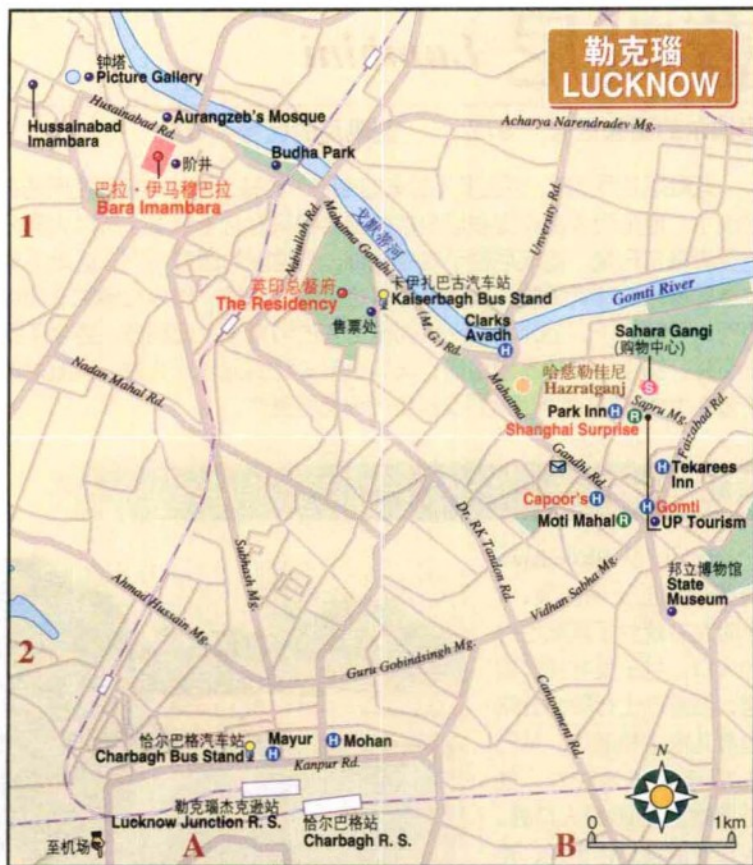 勒克瑙
LUCKNOW
钟塔、
Picture Gallery
Hussainabad
Imambara
Husainabad Rd.
Aurangzeb's Mosque
阶井
Budha Park
巴拉·伊马穆巴拉
Bara Imambara
Acharya Narendradev Mg.
1
Nabiullah Rd.
Mahatma Gandhi (M. G.) Rd.
戈默蒂河
Unversity Rd.
英印总督府
The Residency
卡伊扎巴古汽车站
Kaiserbagh Bus Stand
售票处
Gomti River
Clarks
Avadh
H
Sahara Gangi
(购物中心)
哈慈勒佳尼
Hazratganj
S
Nadan Mahal Rd.
Park Inn H
R
Sapru Mg.
Shanghai Surprise
Faizabad Rd.
Mahatma Gandhi Rd.
H
Tekarees
Inn
Capoor's H
H Gomti
Moti Mahal R
UP Tourism
Dr. RK Tandon Rd.
Subhash Mg.
Vidhan Sabha Mg.
邦立博物馆
State
Museum
Ahmad Hussain Mg.
2
Guru Gobindsingh Mg.
Cantonment Rd.
恰尔巴格汽车站
Charbagh Bus Stand
Mayur
H
H Mohan
Kanpur Rd.
勒克瑙杰克逊站
Lucknow Junction R. S.
恰尔巴格站
Charbagh R. S.
至机场
A
B
N
0 1km